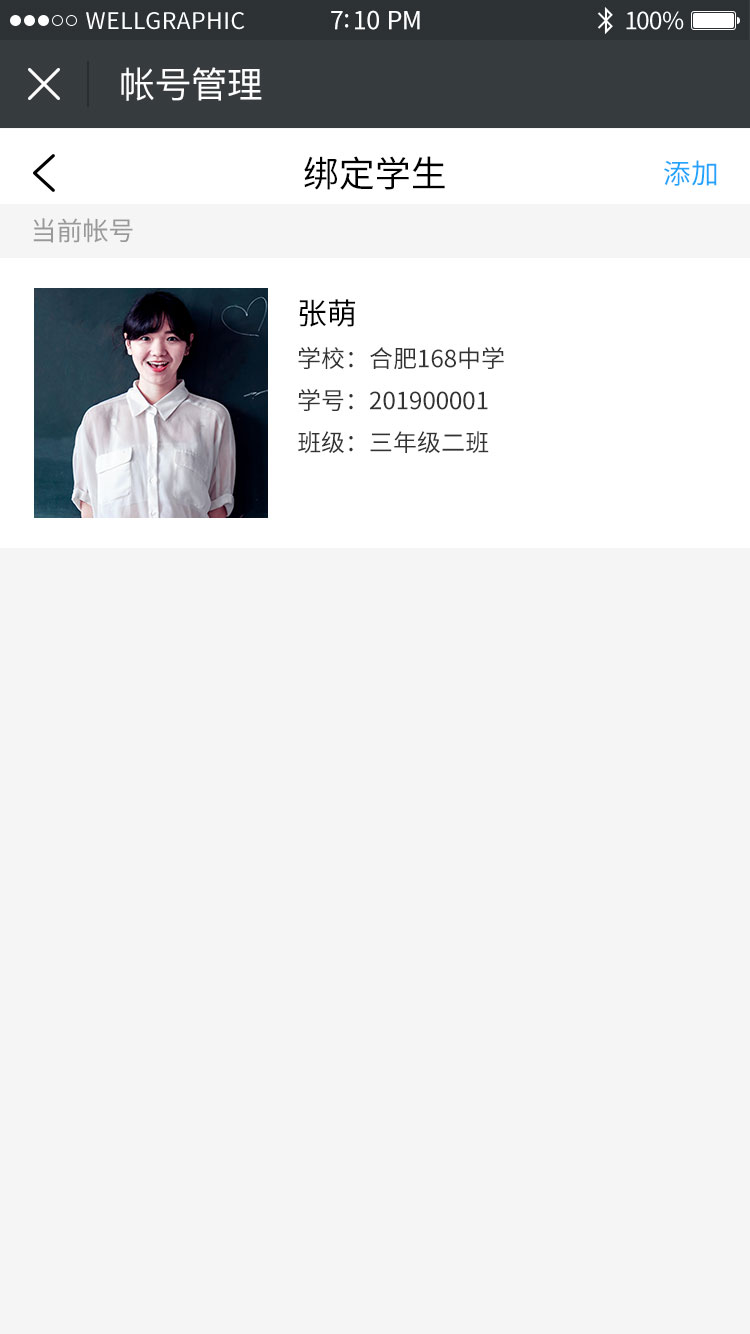 WELLGRAPHIC 7:10 PM 100%
帐号管理
绑定学生 添加
当前帐号
张萌
学校：合肥168中学
学号：201900001
班级：三年级二班